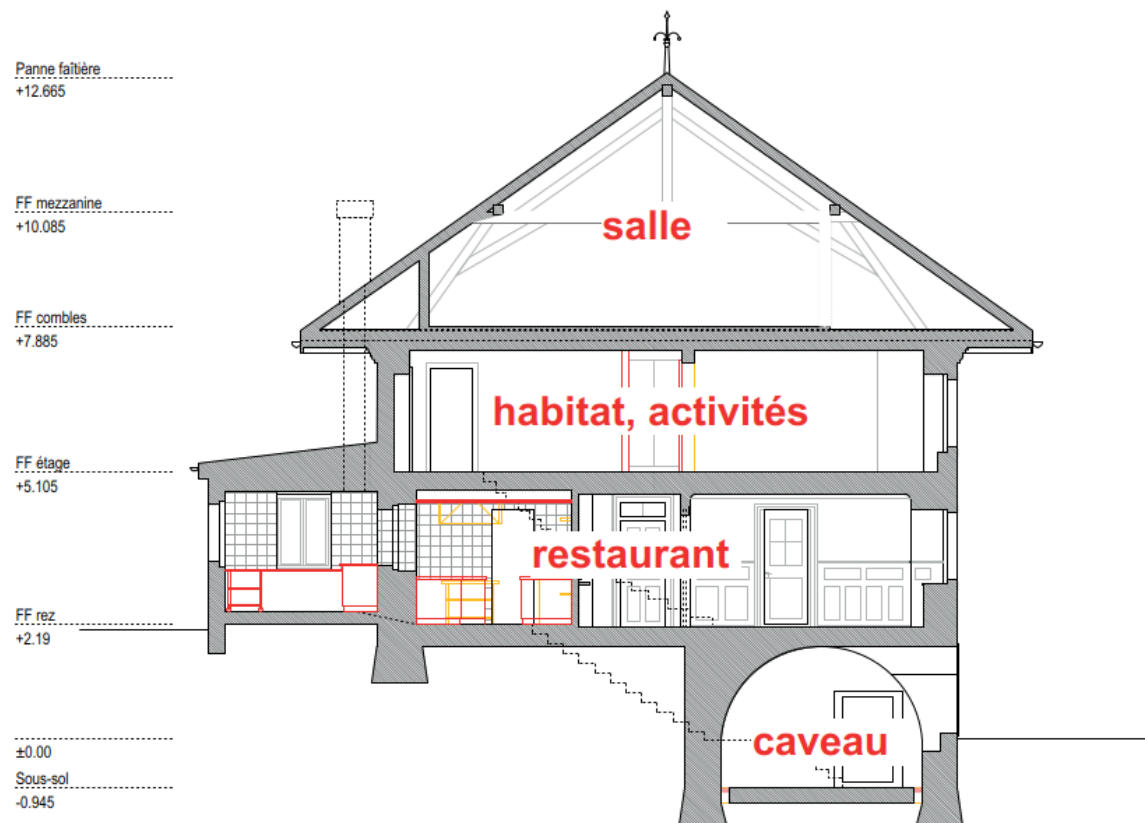 Panne faîtière
+12.665
FF mezzanine
+10.085
salle
FF combles
+7.885
habitat, activités
FF étage
+5.105
restaurant
FF rez
+2.19
±0.00
caveau
Sous-sol
-0.945